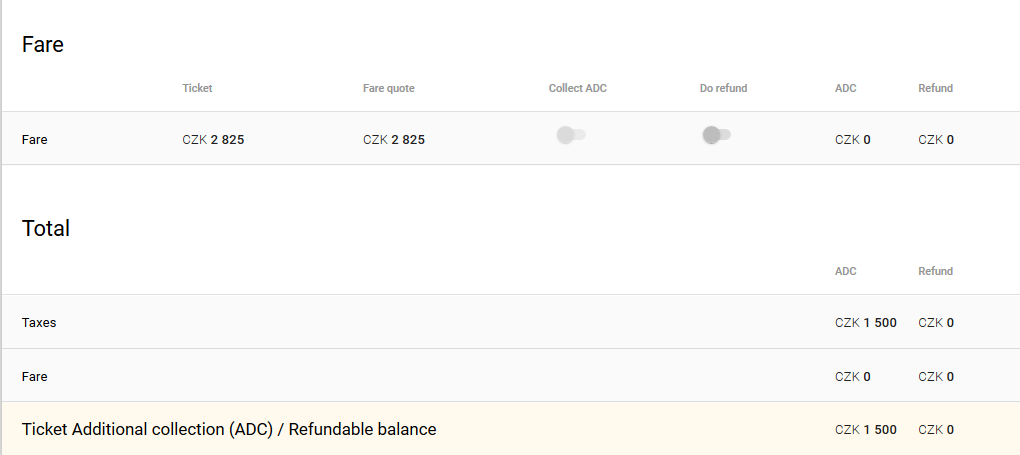 Fare
Ticket Fare quote Collect ADC Do refund ADC Refund
Fare CZK 2 825 CZK 2 825 CZK 0 CZK 0
Total
ADC Refund
Taxes CZK 1 500 CZK 0
Fare CZK 0 CZK 0
Ticket Additional collection (ADC) / Refundable balance CZK 1 500 CZK 0